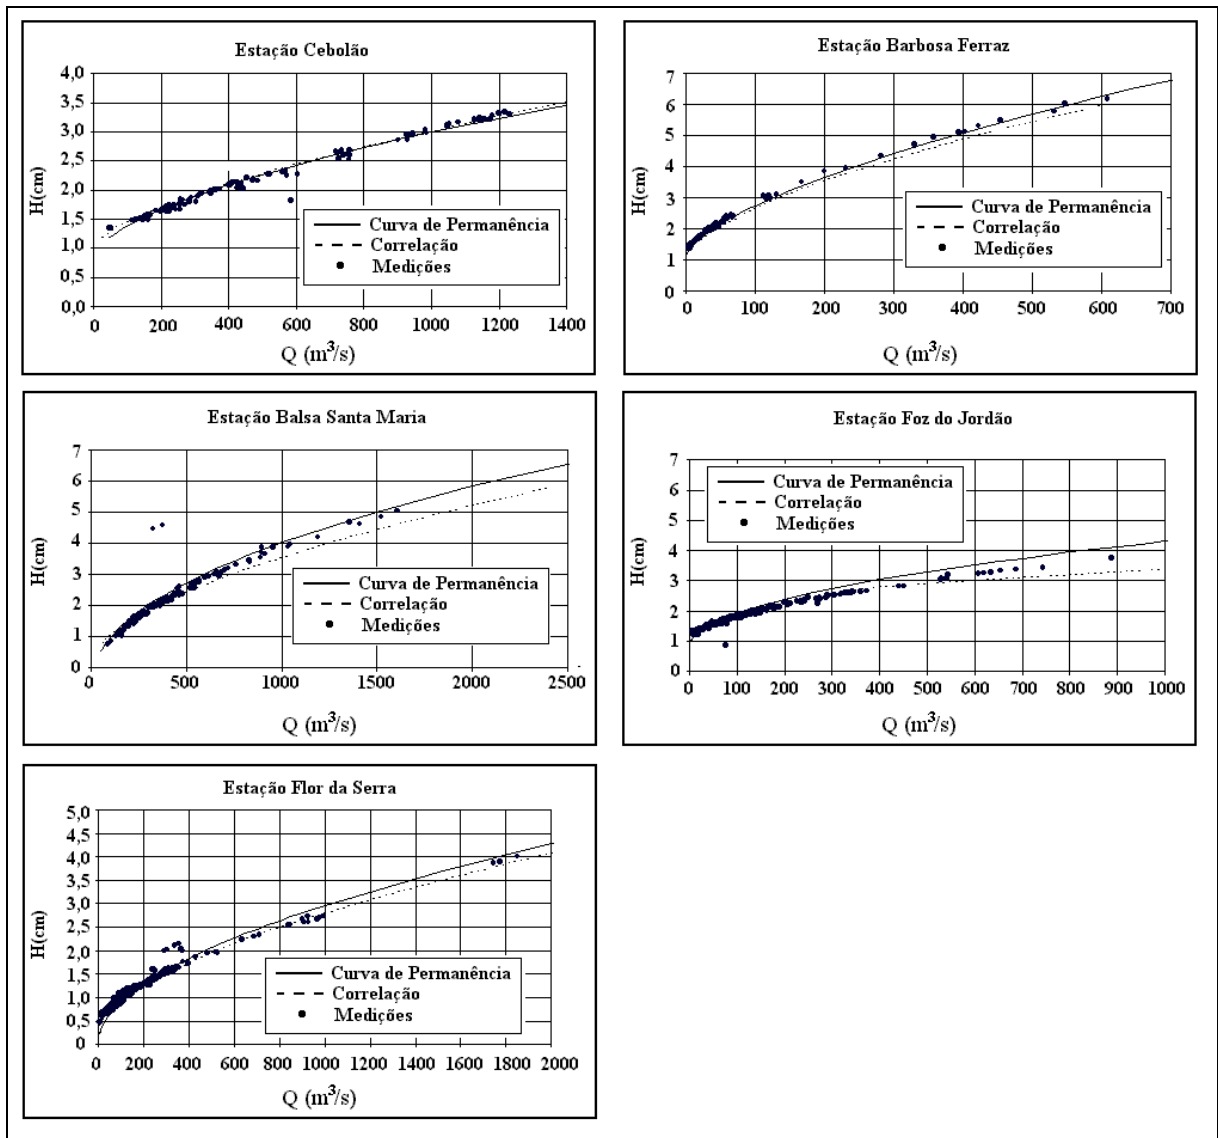 Estação Cebolão
4,0
3,5
3,0
2,5
2,0
1,5
1,0
0,5
0,0
H(cm)
Curva de Permanência
Correlação
Medições
0 200 400 600 800 1000 1200 1400
Q (m³/s)
Estação Barbosa Ferraz
7
6
5
4
3
2
1
0
H(cm)
Curva de Permanência
Correlação
Medições
0 100 200 300 400 500 600 700
Q (m³/s)
Estação Balsa Santa Maria
7
6
5
4
3
2
1
0
H(cm)
Curva de Permanência
Correlação
Medições
0 500 1000 1500 2000 2500
Q (m³/s)
Estação Foz do Jordão
7
6
5
4
3
2
1
0
H(cm)
Curva de Permanência
Correlação
Medições
0 100 200 300 400 500 600 700 800 900 1000
Q (m³/s)
Estação Flor da Serra
5,0
4,5
4,0
3,5
3,0
2,5
2,0
1,5
1,0
0,5
0
H(cm)
Curva de Permanência
Correlação
Medições
0 200 400 600 800 1000 1200 1400 1600 1800 2000
Q (m³/s)